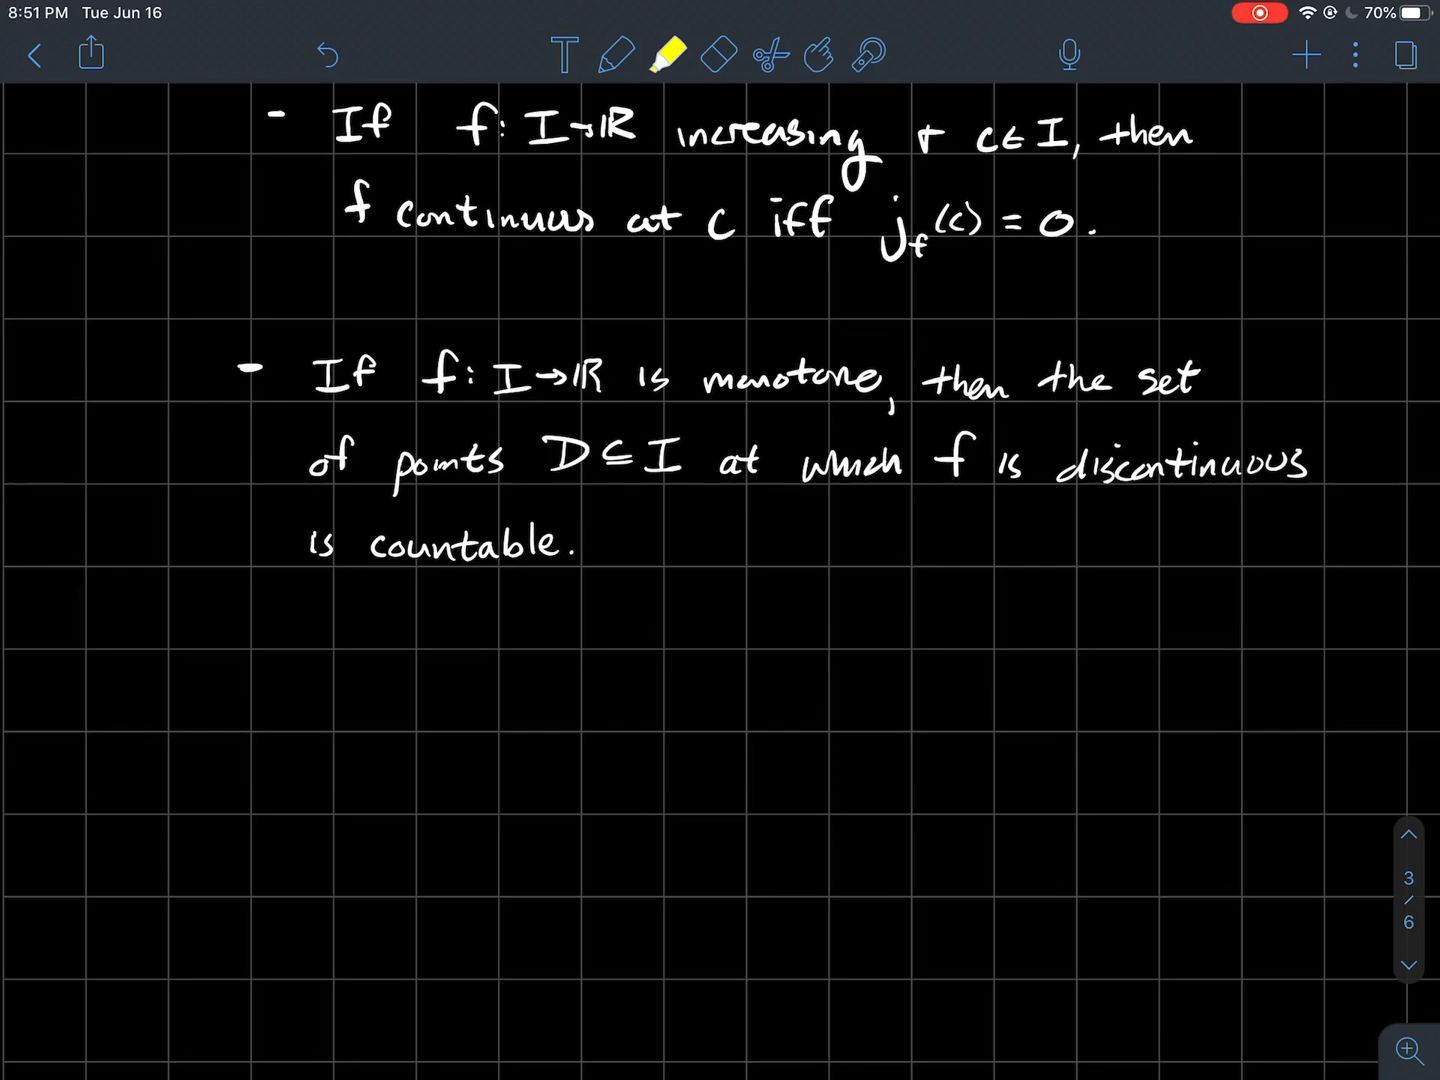 8:51 PM Tue Jun 16 70%
- If f: I→ℝ increasing + c∈I, then
f continuous at c iff j_f(c) = 0.
- If f: I→ℝ is monotone, then the set
of points D⊆I at which f is discontinuous
is countable.
3
/
6